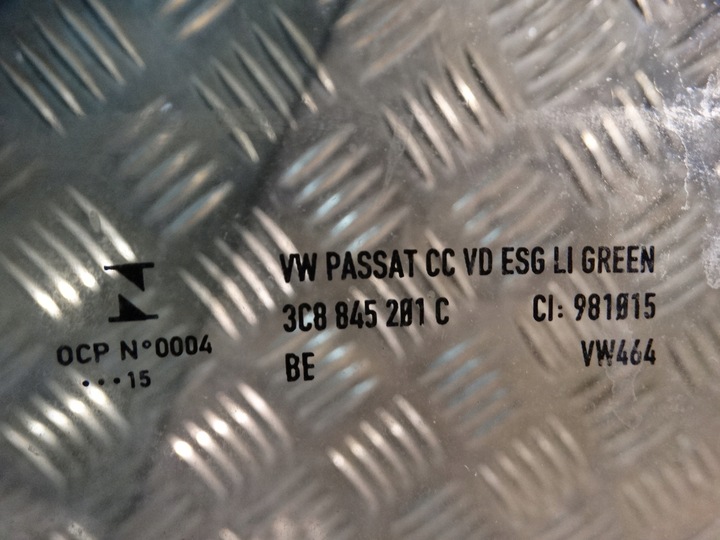 VW PASSAT CC VD ESG LI GREEN
3C8 845 201 C CI: 981015
BE VW464
OCP N°0004
•••15